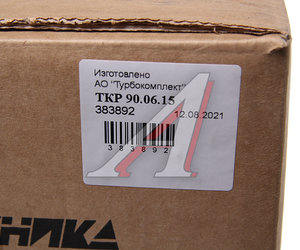 Изготовлено
АО "Турбокомплект"
ТКР 90.06.15
383892 12.08.2021
383892
НИКА